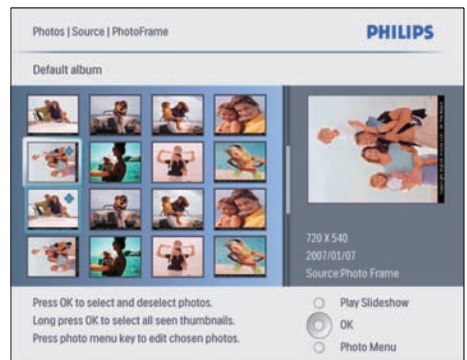 Photos | Source | PhotoFrame
PHILIPS
Default album
720 X 540
2007/01/07
Source:Photo Frame
Press OK to select and deselect photos.
Long press OK to select all seen thumbnails.
Press photo menu key to edit chosen photos.
Play Slideshow
OK
Photo Menu